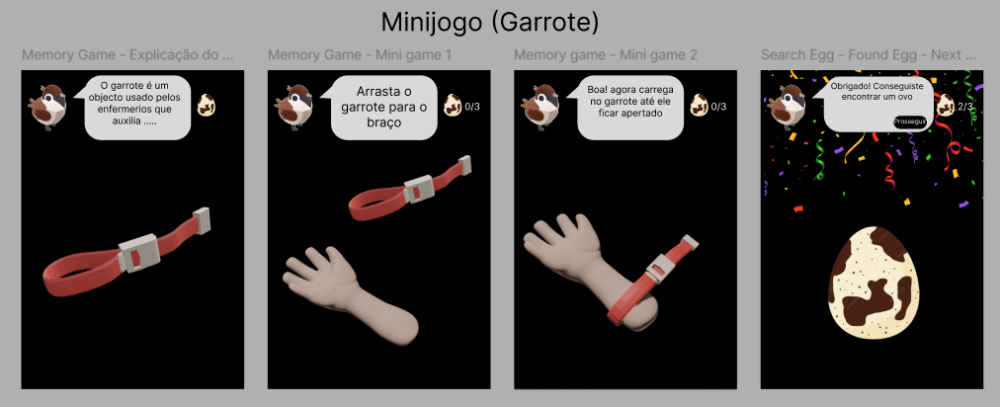 Minijogo (Garrote)
Memory Game - Explicação do ...
Memory Game - Mini game 1
Memory game - Mini game 2
Search Egg - Found Egg - Next ...
O garrote é um
objecto usado pelos
enfermerios que
auxilia .....
Arrasta o
garrote para o
braço
0/3
Boa! agora carrega
no garrote até ele
ficar apertado
0/3
Obrigado! Conseguiste
encontrar um ovo
Prosseguir
2/3